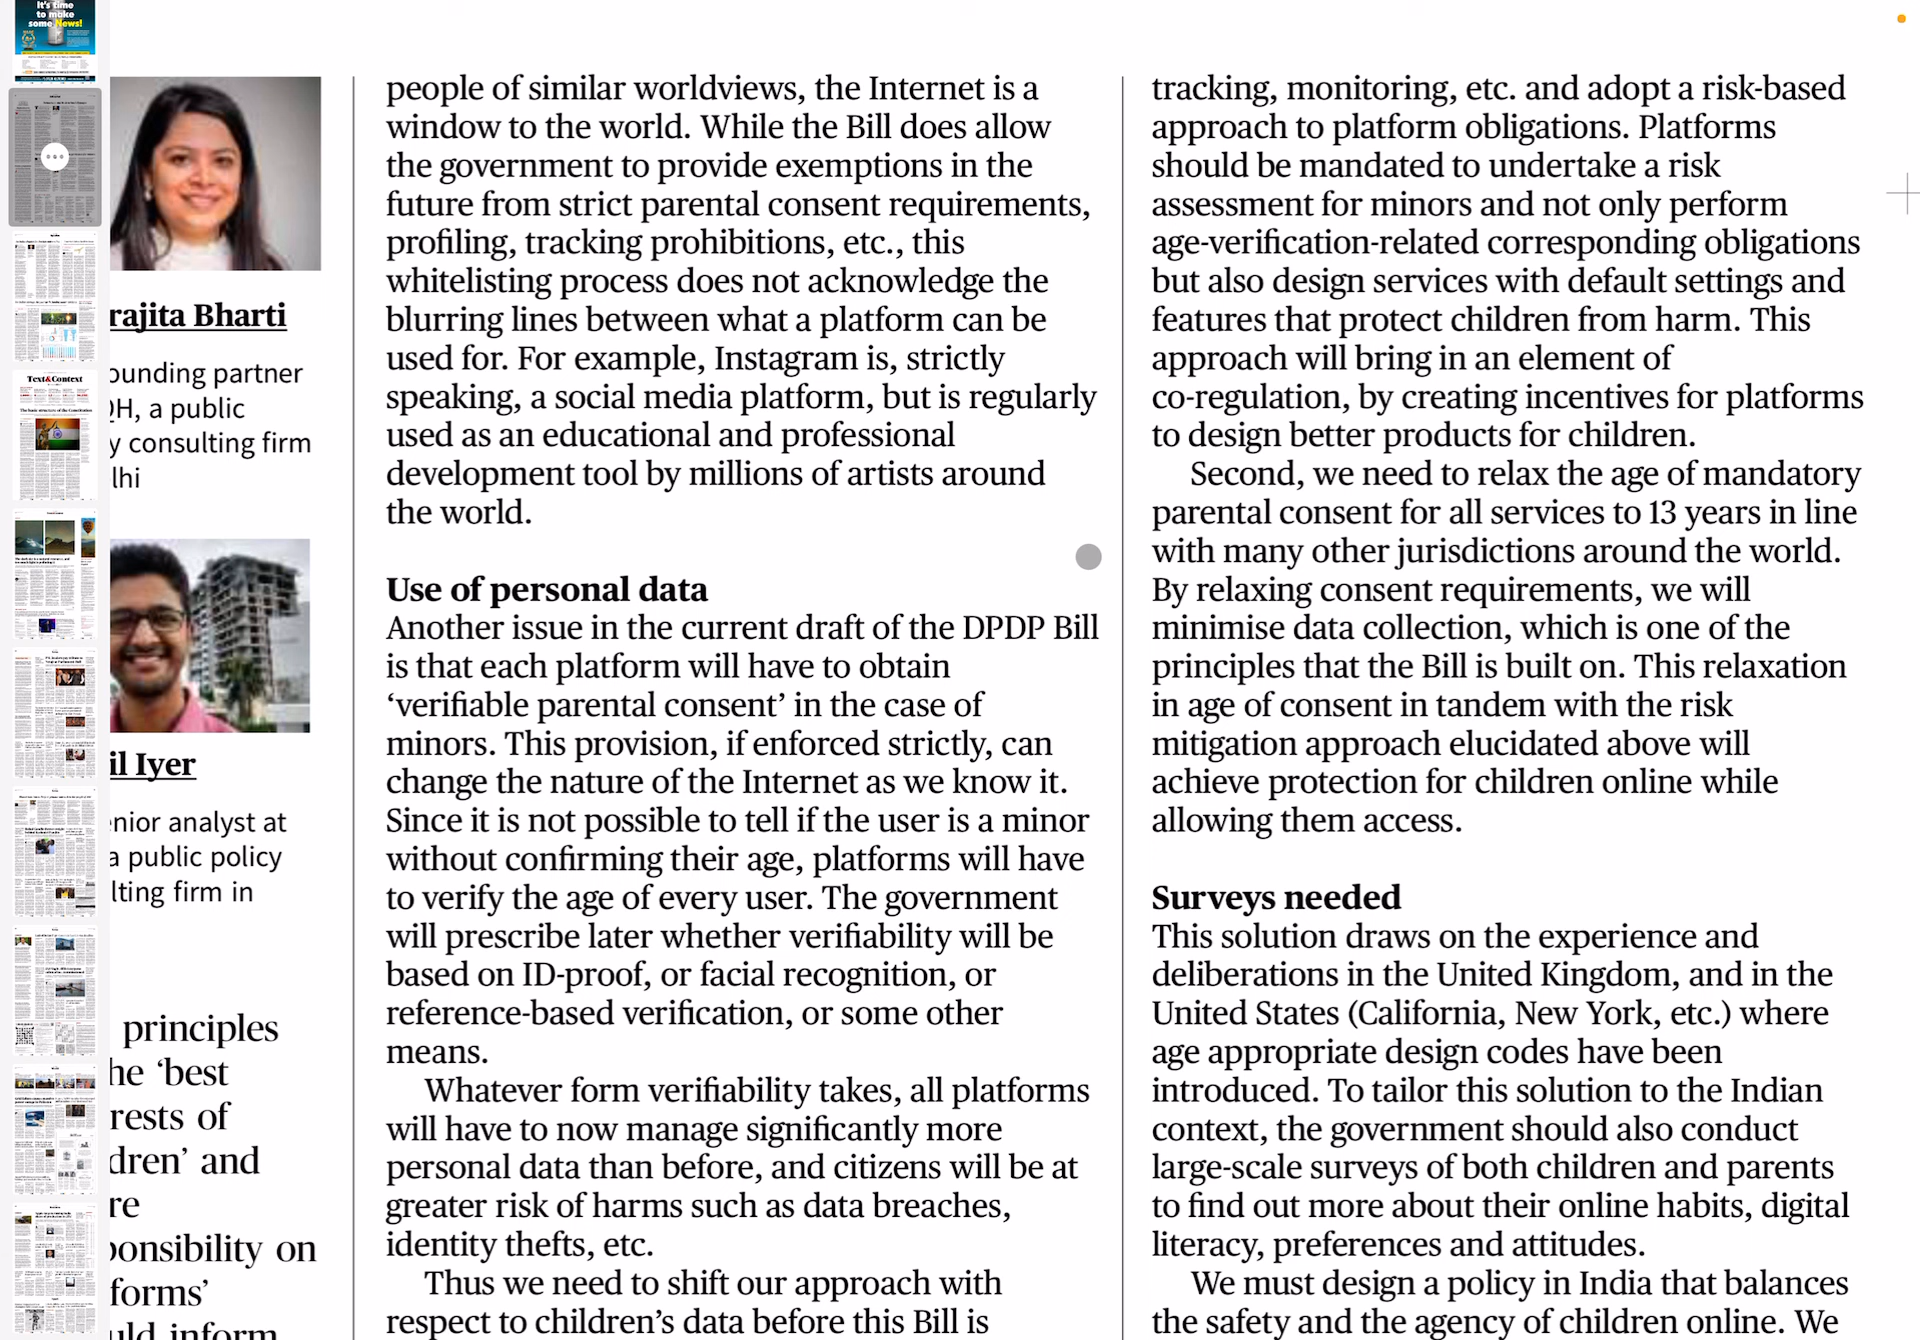 It's time
to make
some News!
Text&Context
The basic structure of the Constitution
rajita Bharti
ounding partner
QH, a public
y consulting firm
lhi
il Iyer
enior analyst at
a public policy
lting firm in
principles
he ‘best
rests of
dren’ and
re
ponsibility on
forms’
uld inform
people of similar worldviews, the Internet is a
window to the world. While the Bill does allow
the government to provide exemptions in the
future from strict parental consent requirements,
profiling, tracking prohibitions, etc., this
whitelisting process does not acknowledge the
blurring lines between what a platform can be
used for. For example, Instagram is, strictly
speaking, a social media platform, but is regularly
used as an educational and professional
development tool by millions of artists around
the world.
Use of personal data
Another issue in the current draft of the DPDP Bill
is that each platform will have to obtain
‘verifiable parental consent’ in the case of
minors. This provision, if enforced strictly, can
change the nature of the Internet as we know it.
Since it is not possible to tell if the user is a minor
without confirming their age, platforms will have
to verify the age of every user. The government
will prescribe later whether verifiability will be
based on ID-proof, or facial recognition, or
reference-based verification, or some other
means.
Whatever form verifiability takes, all platforms
will have to now manage significantly more
personal data than before, and citizens will be at
greater risk of harms such as data breaches,
identity thefts, etc.
Thus we need to shift our approach with
respect to children’s data before this Bill is
tracking, monitoring, etc. and adopt a risk-based
approach to platform obligations. Platforms
should be mandated to undertake a risk
assessment for minors and not only perform
age-verification-related corresponding obligations
but also design services with default settings and
features that protect children from harm. This
approach will bring in an element of
co-regulation, by creating incentives for platforms
to design better products for children.
Second, we need to relax the age of mandatory
parental consent for all services to 13 years in line
with many other jurisdictions around the world.
By relaxing consent requirements, we will
minimise data collection, which is one of the
principles that the Bill is built on. This relaxation
in age of consent in tandem with the risk
mitigation approach elucidated above will
achieve protection for children online while
allowing them access.
Surveys needed
This solution draws on the experience and
deliberations in the United Kingdom, and in the
United States (California, New York, etc.) where
age appropriate design codes have been
introduced. To tailor this solution to the Indian
context, the government should also conduct
large-scale surveys of both children and parents
to find out more about their online habits, digital
literacy, preferences and attitudes.
We must design a policy in India that balances
the safety and the agency of children online. We